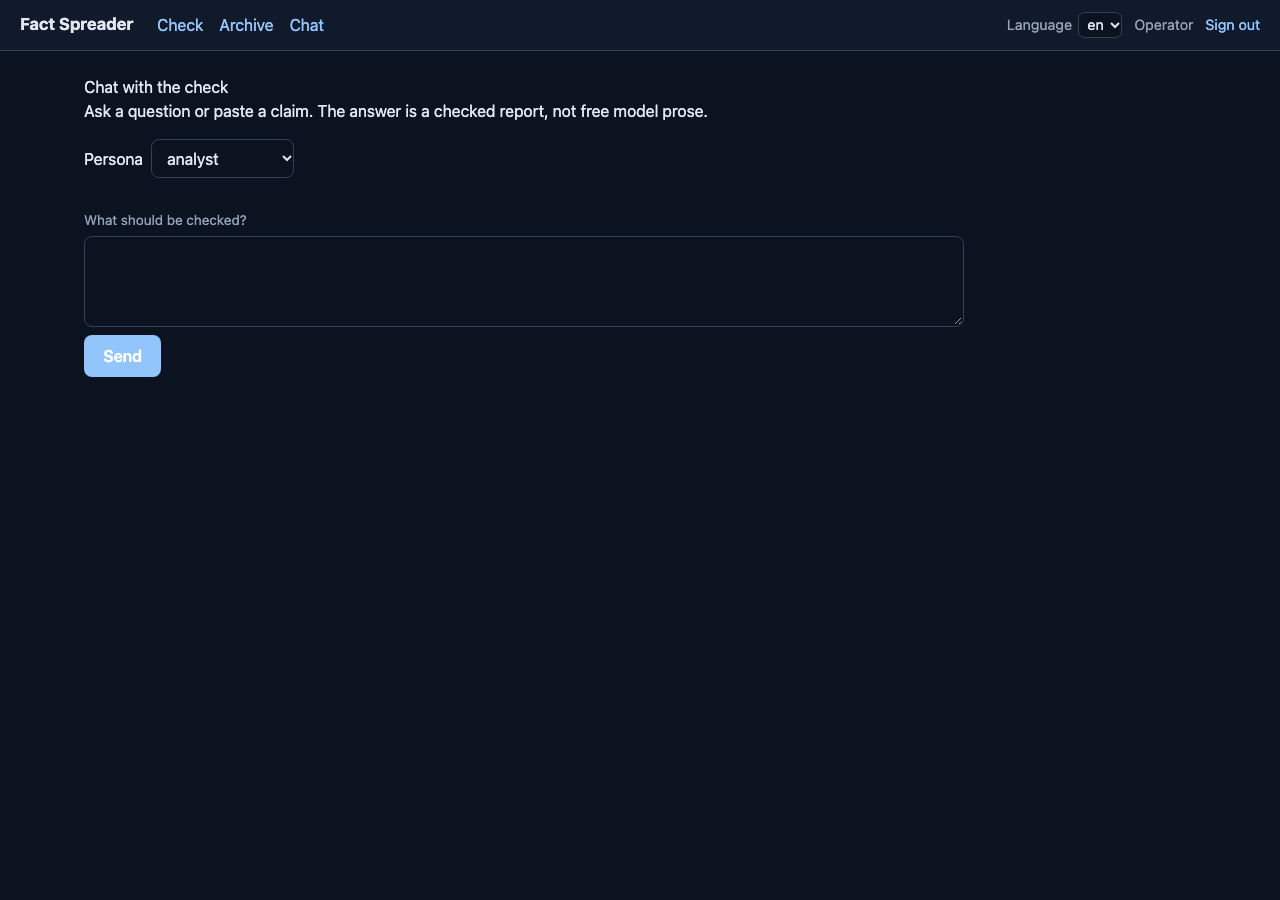 Fact Spreader Check Archive Chat Language en Operator Sign out
Chat with the check
Ask a question or paste a claim. The answer is a checked report, not free model prose.
Persona analyst
What should be checked?
Send